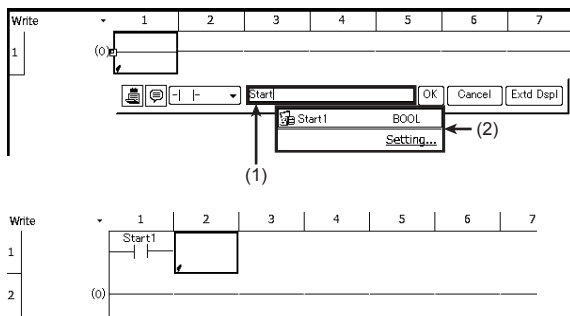 Write 1 2 3 4 5 6 7
1 (0)
-| |- Start OK Cancel Extd Dspl
Start1 BOOL (2)
Setting...
(1)
Write 1 2 3 4 5 6 7
Start1
1
2 (0)